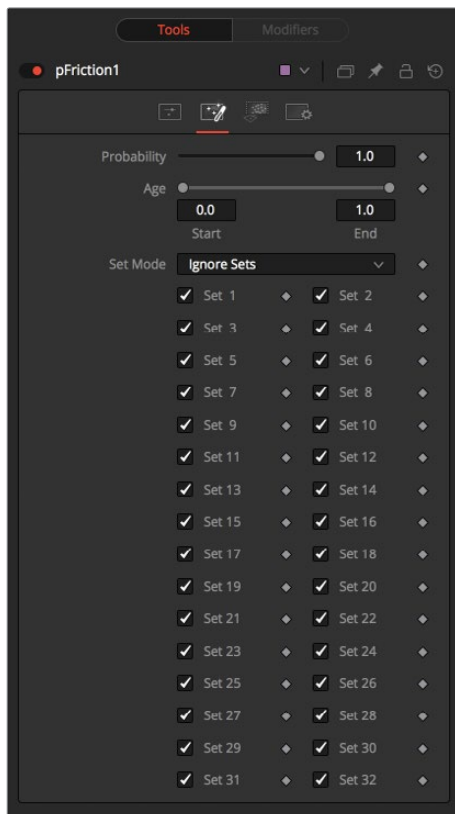 Tools Modifiers
pFriction1
Probability 1.0
Age
0.0 1.0
Start End
Set Mode Ignore Sets
Set 1 Set 2
Set 3 Set 4
Set 5 Set 6
Set 7 Set 8
Set 9 Set 10
Set 11 Set 12
Set 13 Set 14
Set 15 Set 16
Set 17 Set 18
Set 19 Set 20
Set 21 Set 22
Set 23 Set 24
Set 25 Set 26
Set 27 Set 28
Set 29 Set 30
Set 31 Set 32